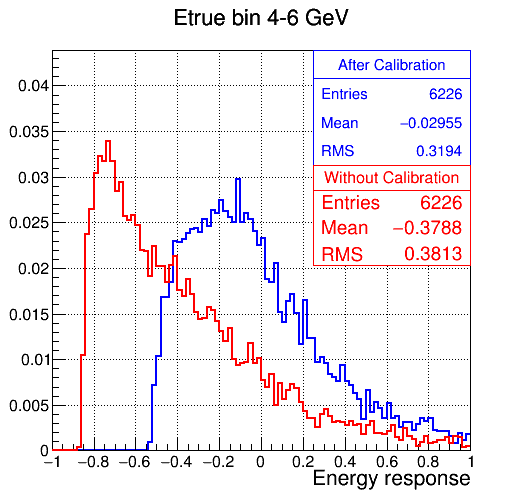 Etrue bin 4-6 GeV
After Calibration
Entries 6226
Mean −0.02955
RMS 0.3194
Without Calibration
Entries 6226
Mean −0.3788
RMS 0.3813
0.04
0.035
0.03
0.025
0.02
0.015
0.01
0.005
0
−1 −0.8 −0.6 −0.4 −0.2 0 0.2 0.4 0.6 0.8 1
Energy response